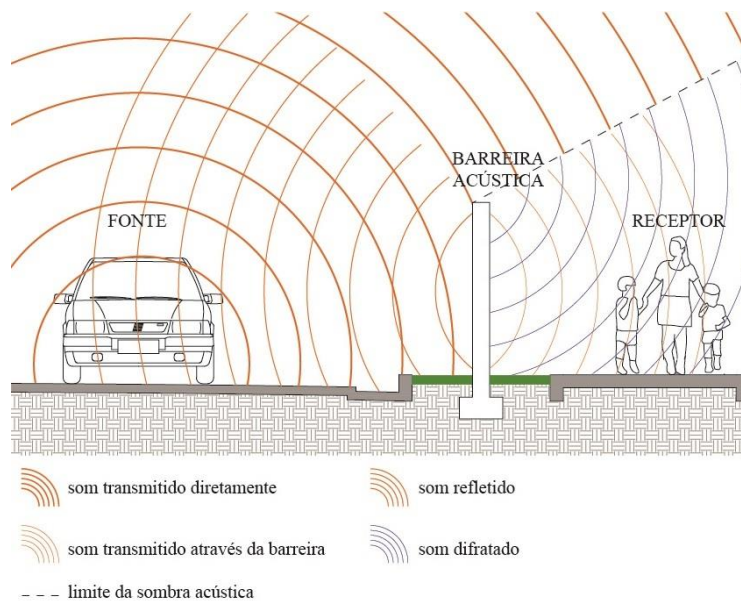 BARREIRA
ACÚSTICA
FONTE
RECEPTOR
som transmitido diretamente
som refletido
som transmitido através da barreira
som difratado
limite da sombra acústica